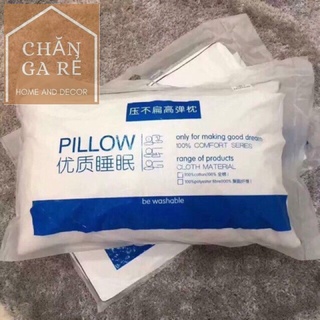 CHĂN
GA RẺ
HOME AND DECOR
压不扁高弹枕
PILLOW
优质睡眠
only for making good dream
100% COMFORT SERIES
range of products
CLOTH MATERIAL
be washable